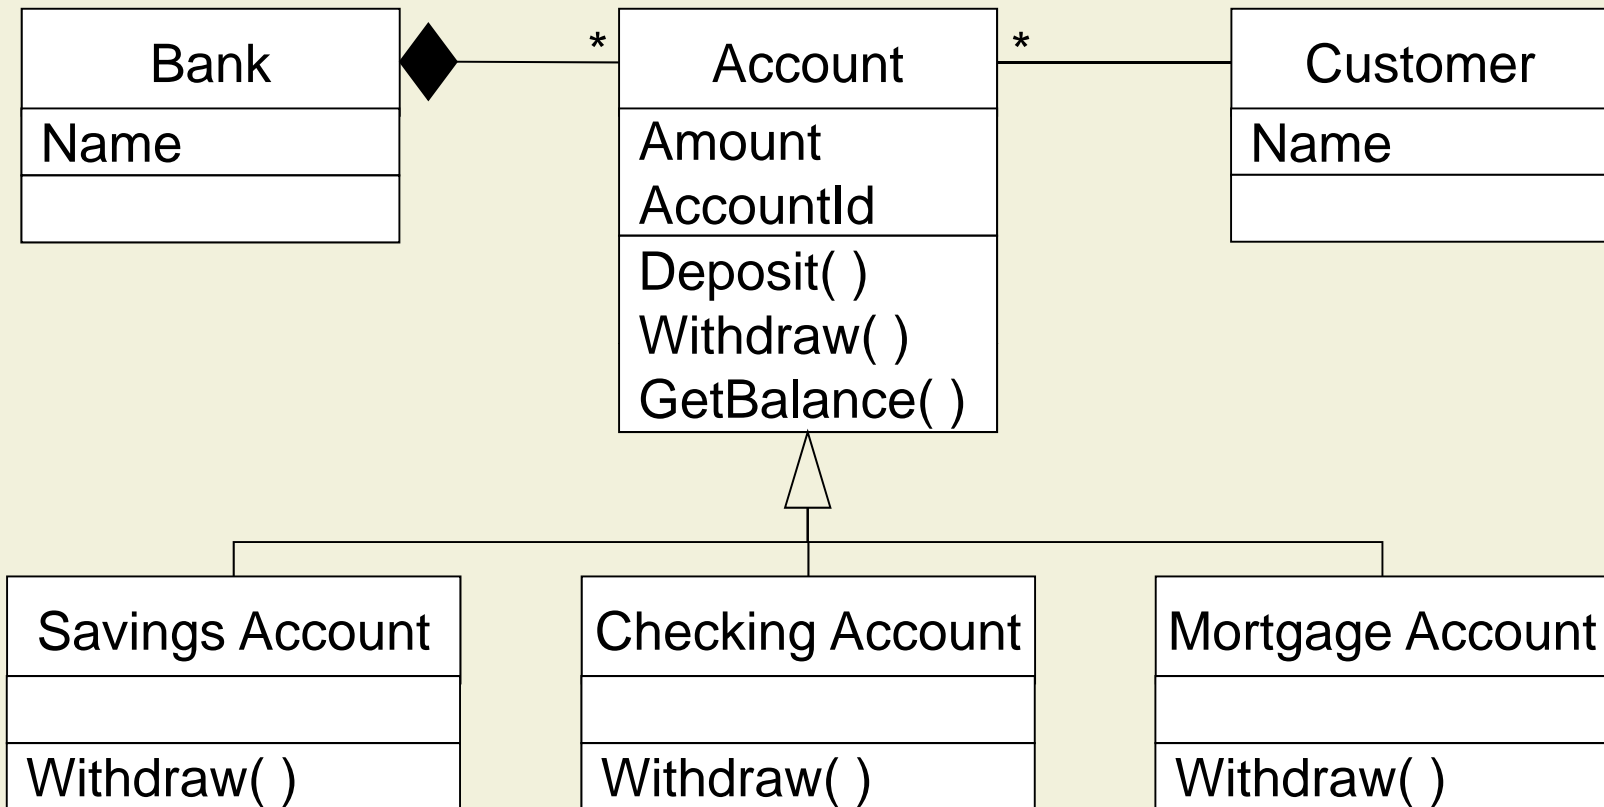 Bank
Name
*
Account
Amount
AccountId
Deposit( )
Withdraw( )
GetBalance( )
*
Customer
Name
Savings Account
Withdraw( )
Checking Account
Withdraw( )
Mortgage Account
Withdraw( )